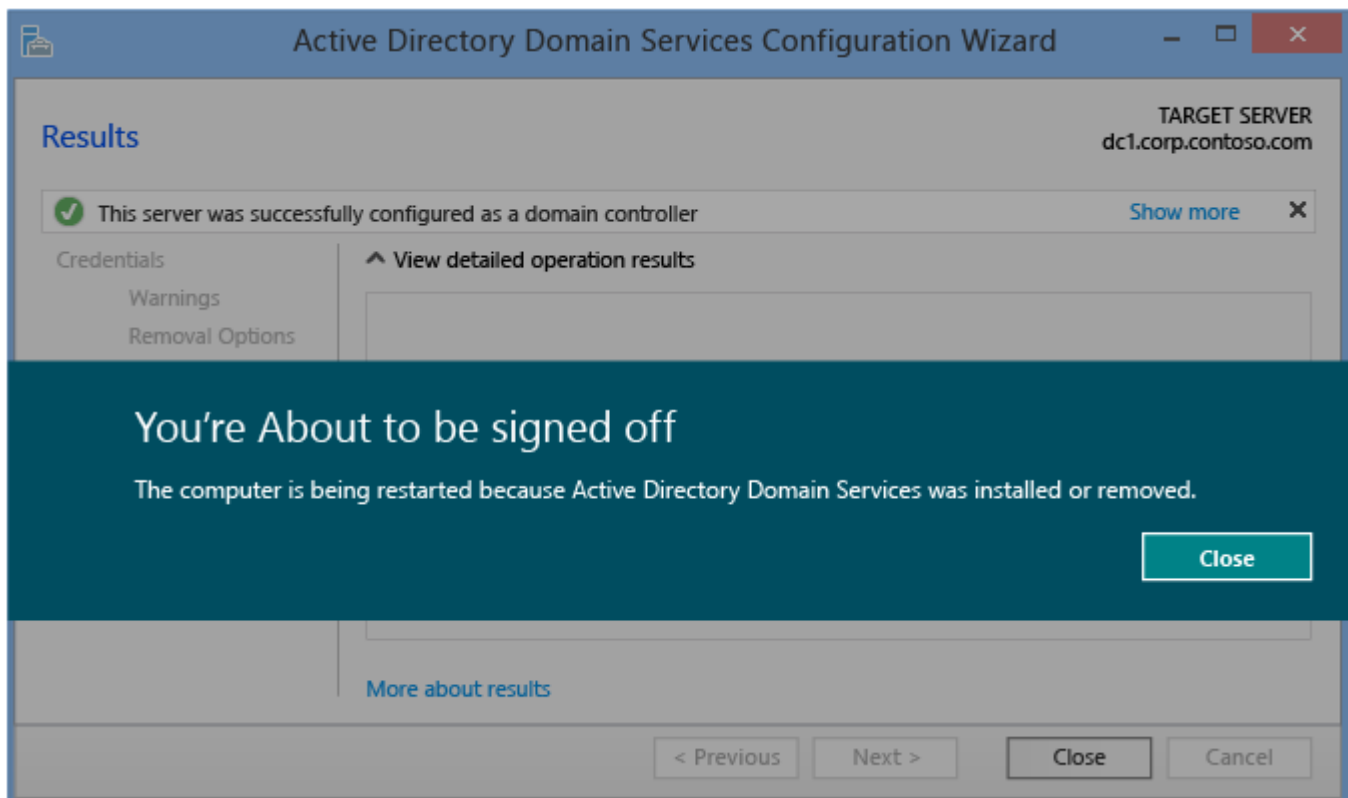 Active Directory Domain Services Configuration Wizard
Results
TARGET SERVER
dc1.corp.contoso.com
This server was successfully configured as a domain controller
Show more
Credentials
Warnings
Removal Options
View detailed operation results
You're About to be signed off
The computer is being restarted because Active Directory Domain Services was installed or removed.
Close
More about results
< Previous
Next >
Close
Cancel